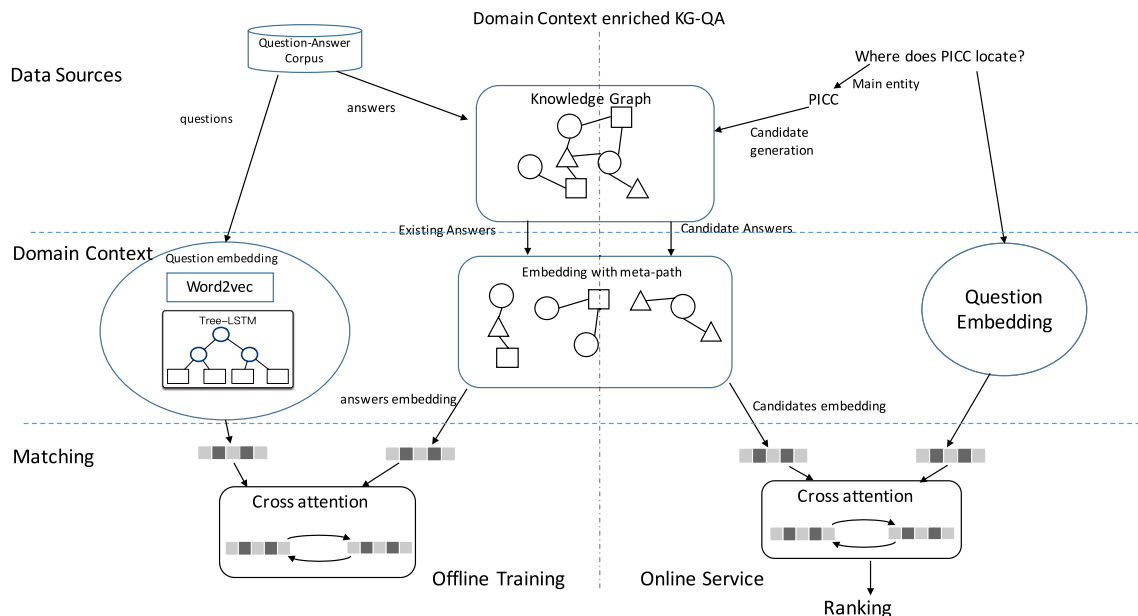 Domain Context enriched KG-QA
Question-Answer
Corpus
Data Sources
Where does PICC locate?
Main entity
PICC
answers
questions
Knowledge Graph
Candidate
generation
Existing Answers
Candidate Answers
Domain Context
Question embedding
Word2vec
Tree-LSTM
Embedding with meta-path
Question
Embedding
answers embedding
Candidates embedding
Matching
Cross attention
Cross attention
Offline Training
Online Service
Ranking